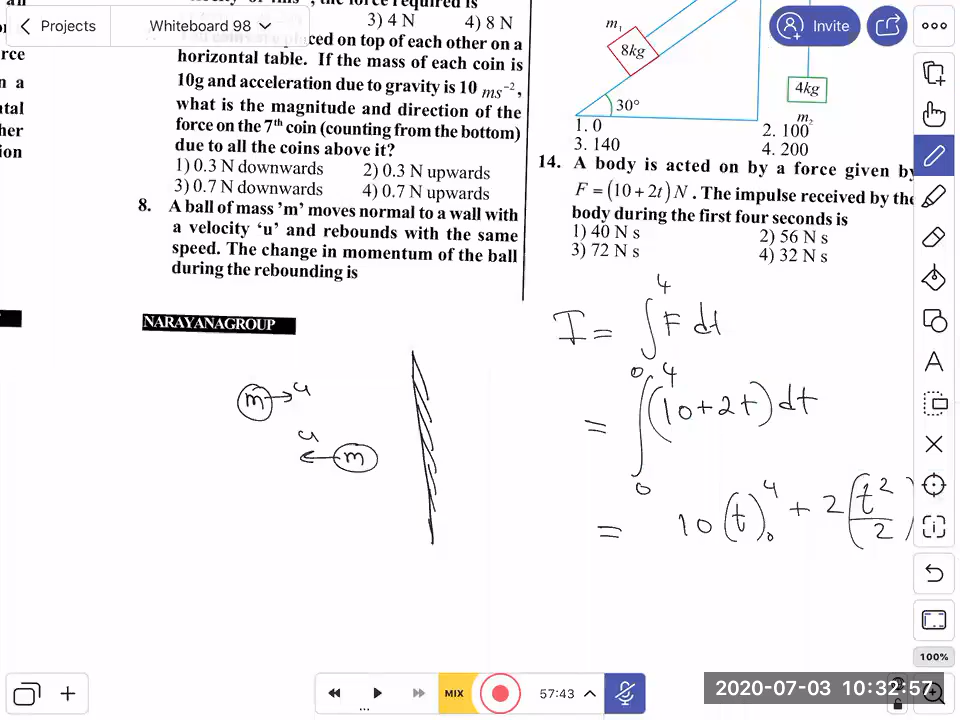 Projects
Whiteboard 98
Invite
3) 4 N 4) 8 N
on top of each other on a
horizontal table. If the mass of each coin is
10g and acceleration due to gravity is 10 ms⁻²,
what is the magnitude and direction of the
force on the 7th coin (counting from the bottom)
due to all the coins above it?
1) 0.3 N downwards 2) 0.3 N upwards
3) 0.7 N downwards 4) 0.7 N upwards
8. A ball of mass 'm' moves normal to a wall with
a velocity 'u' and rebounds with the same
speed. The change in momentum of the ball
during the rebounding is
NARAYANAGROUP
m → u
u
← m
m₁
8kg
30°
4kg
m₂
1. 0 2. 100
3. 140 4. 200
14. A body is acted on by a force given by
F = (10 + 2t) N . The impulse received by the
body during the first four seconds is
1) 40 N s 2) 56 N s
3) 72 N s 4) 32 N s
I = ∫₀⁴ F dt
= ∫₀⁴ (10+2t) dt
= 10 (t)₀⁴ + 2(t²/2)
100%
MIX
57:43
2020-07-03 10:32:57